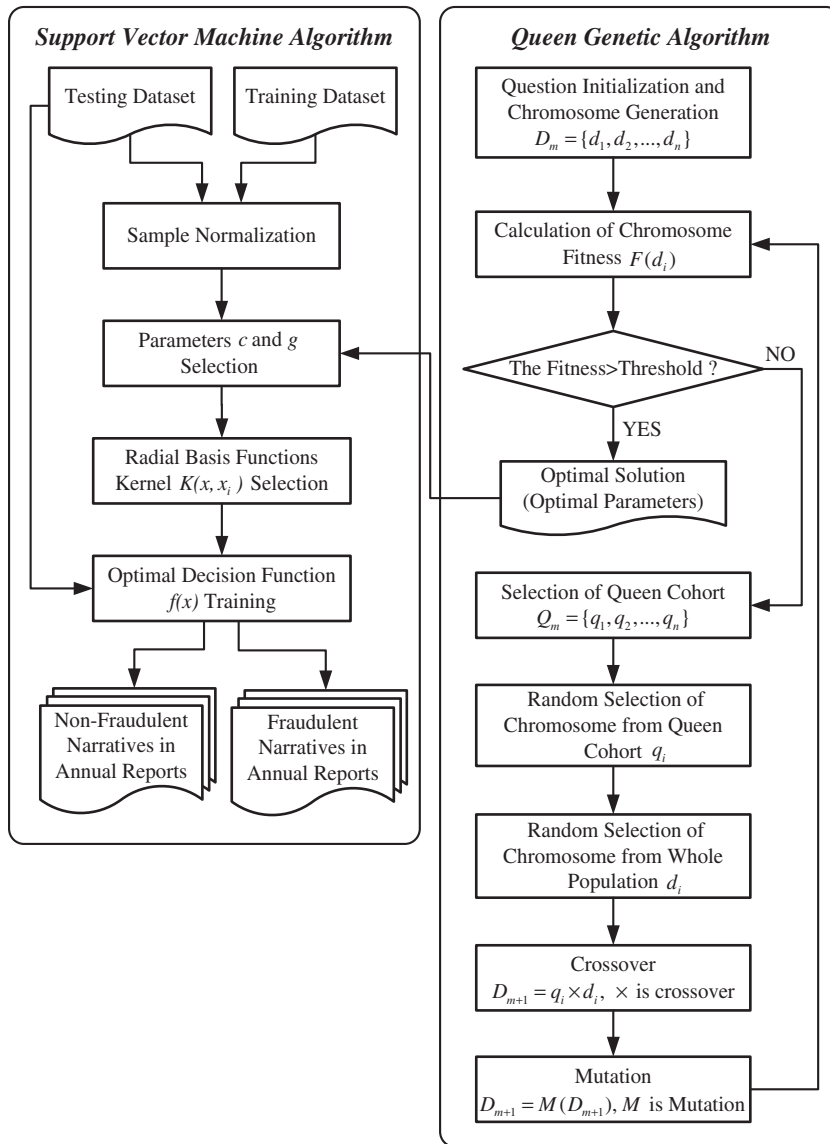 Support Vector Machine Algorithm
Testing Dataset
Training Dataset
Sample Normalization
Parameters c and g
Selection
Radial Basis Functions
Kernel K(x, x_i) Selection
Optimal Decision Function
f(x) Training
Non-Fraudulent
Narratives in
Annual Reports
Fraudulent
Narratives in
Annual Reports
Queen Genetic Algorithm
Question Initialization and
Chromosome Generation
D_m = {d_1, d_2, ..., d_n}
Calculation of Chromosome
Fitness F(d_i)
The Fitness>Threshold ?
NO
YES
Optimal Solution
(Optimal Parameters)
Selection of Queen Cohort
Q_m = {q_1, q_2, ..., q_n}
Random Selection of
Chromosome from Queen
Cohort q_i
Random Selection of
Chromosome from Whole
Population d_i
Crossover
D_{m+1} = q_i × d_i, × is crossover
Mutation
D_{m+1} = M(D_{m+1}), M is Mutation